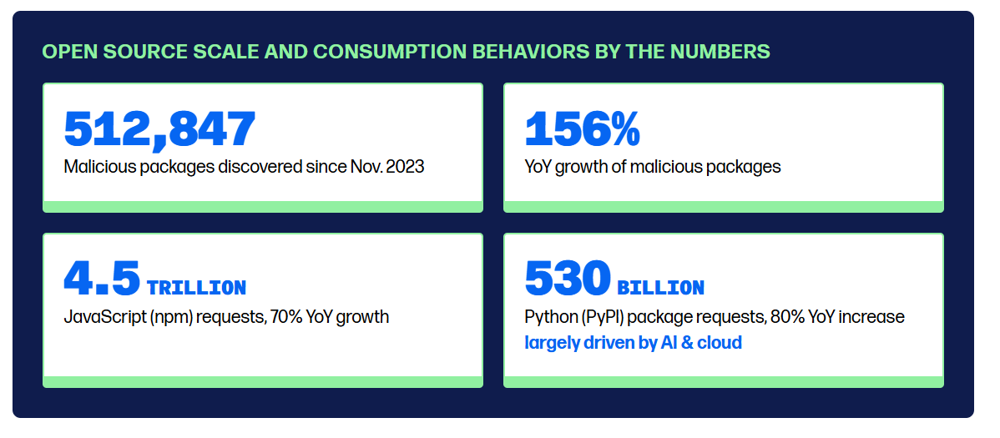 OPEN SOURCE SCALE AND CONSUMPTION BEHAVIORS BY THE NUMBERS
512,847
Malicious packages discovered since Nov. 2023
156%
YoY growth of malicious packages
4.5 TRILLION
JavaScript (npm) requests, 70% YoY growth
530 BILLION
Python (PyPI) package requests, 80% YoY increase
largely driven by AI & cloud